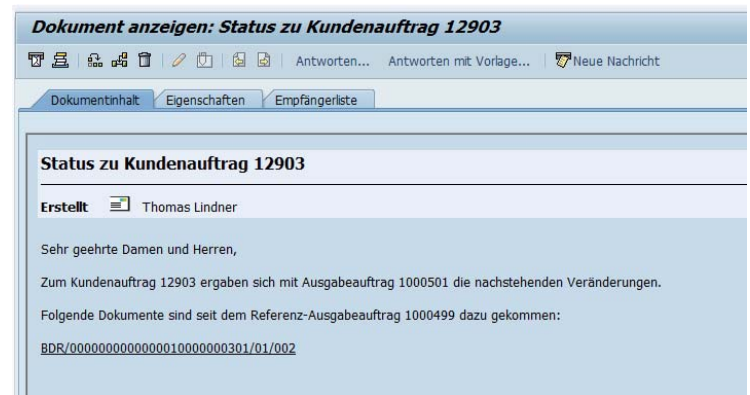 Dokument anzeigen: Status zu Kundenauftrag 12903
Antworten... Antworten mit Vorlage... Neue Nachricht
Dokumentinhalt Eigenschaften Empfängerliste
Status zu Kundenauftrag 12903
Erstellt Thomas Lindner
Sehr geehrte Damen und Herren,
Zum Kundenauftrag 12903 ergaben sich mit Ausgabeauftrag 1000501 die nachstehenden Veränderungen.
Folgende Dokumente sind seit dem Referenz-Ausgabeauftrag 1000499 dazu gekommen:
BDR/0000000000000010000000301/01/002